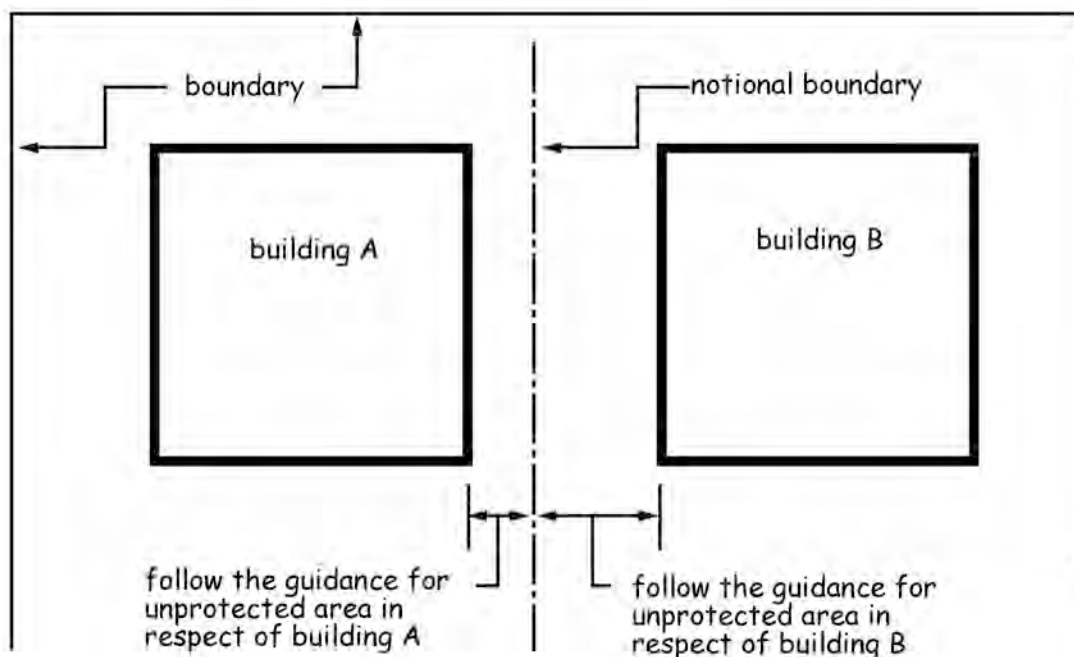 boundary
notional boundary
building A
building B
follow the guidance for
unprotected area in
respect of building A
follow the guidance for
unprotected area in
respect of building B